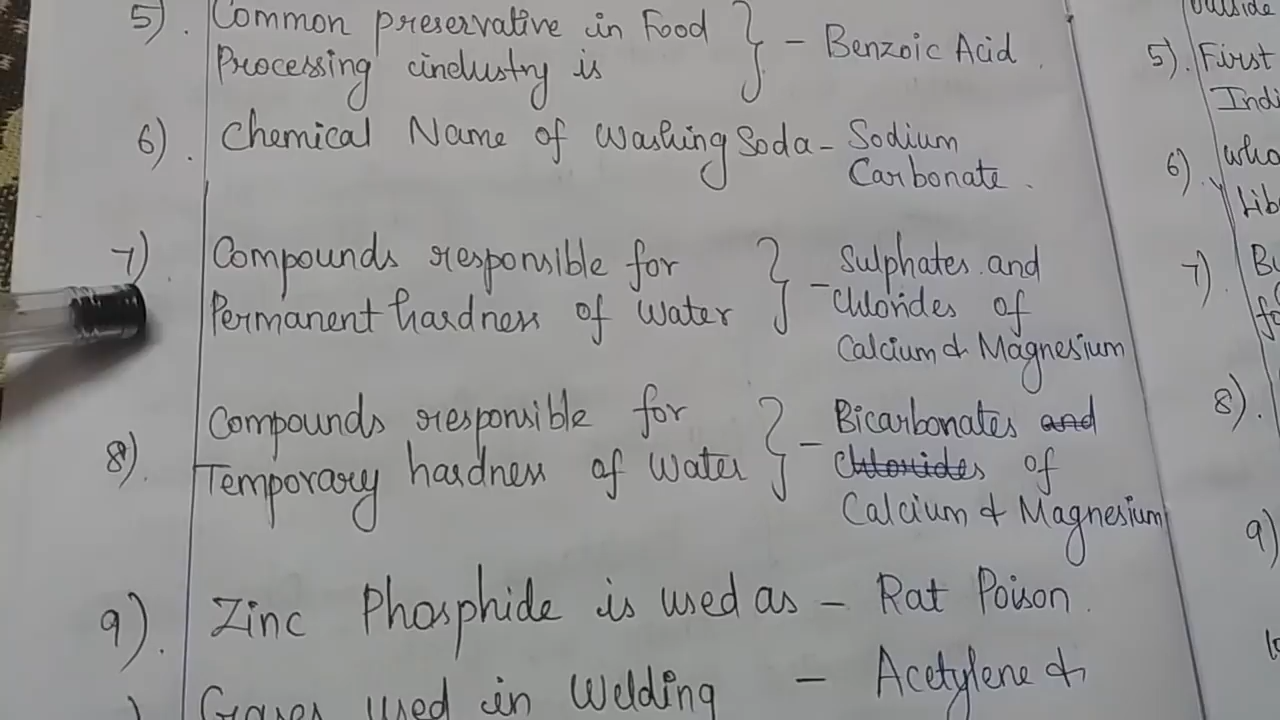 5). Common preservative in Food } - Benzoic Acid.
Processing industry is
6). Chemical Name of Washing Soda - Sodium
Carbonate.
7). Compounds responsible for } - Sulphates and
Permanent hardness of water Chlorides of
Calcium & Magnesium
8). Compounds responsible for } - Bicarbonates and
Temporary hardness of water Chlorides of
Calcium & Magnesium
9). Zinc Phosphide is used as - Rat Poison.
Gases used in Welding - Acetylene &
5). First
Indi
6). who
Lib
7). Bu
fo
8).
9)